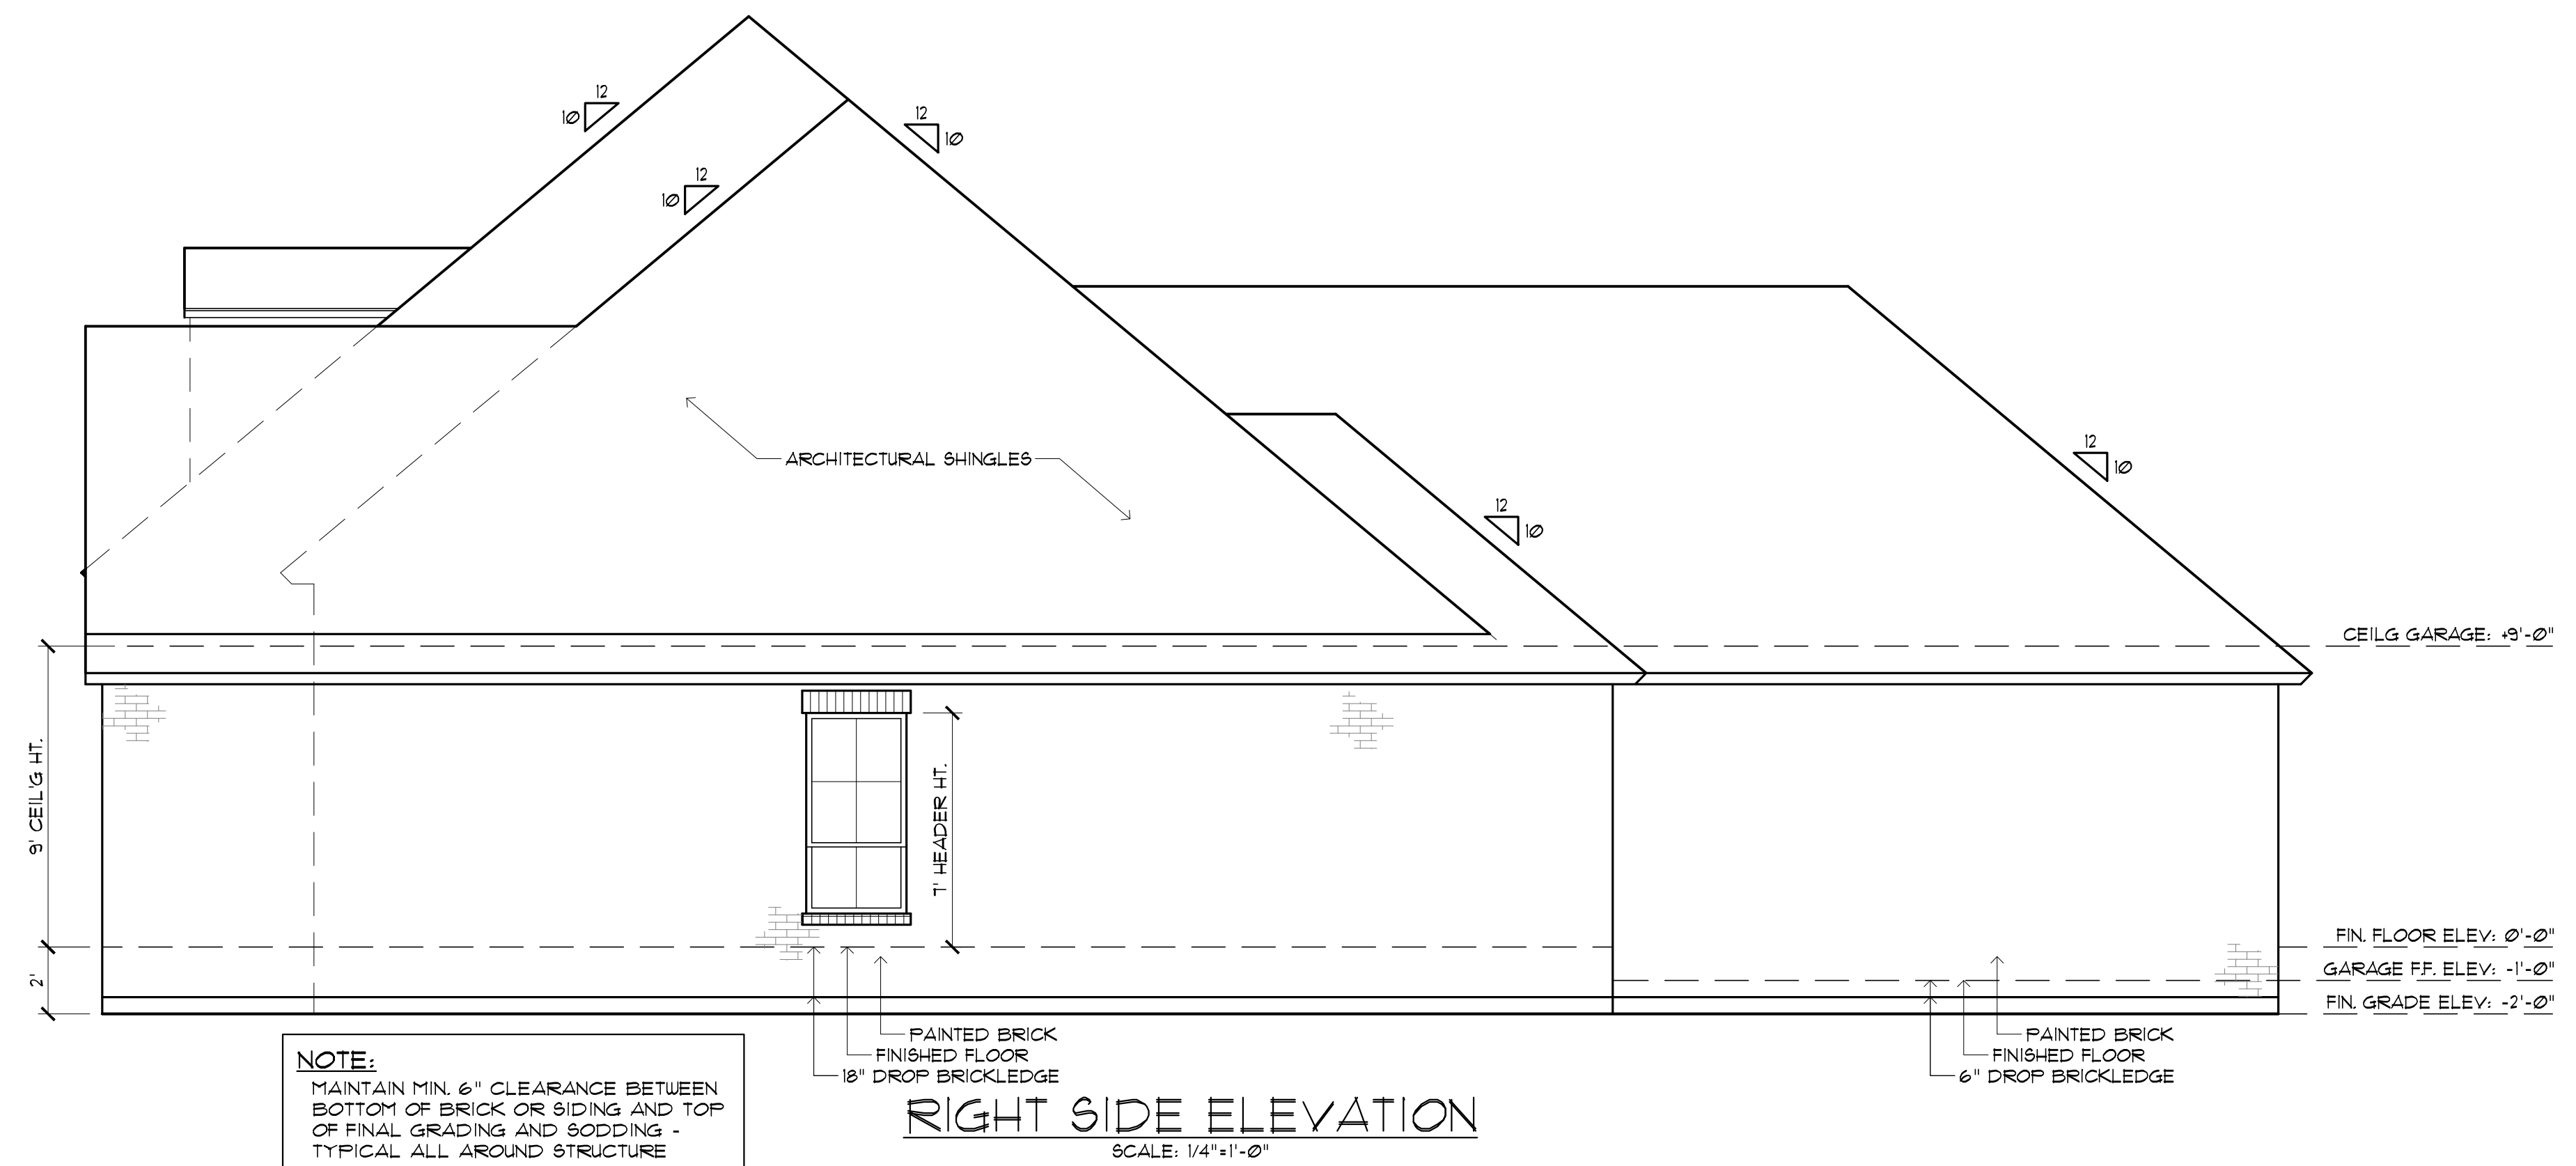 12
10
12
10
12
10
12
10
ARCHITECTURAL SHINGLES
12
10
CEILG GARAGE: +9'-0"
9' CEIL'G HT.
7' HEADER HT.
2'
FIN. FLOOR ELEV: 0'-0"
GARAGE F.F. ELEV: -1'-0"
FIN. GRADE ELEV: -2'-0"
PAINTED BRICK
FINISHED FLOOR
18" DROP BRICKLEDGE
PAINTED BRICK
FINISHED FLOOR
6" DROP BRICKLEDGE
NOTE:
MAINTAIN MIN. 6" CLEARANCE BETWEEN
BOTTOM OF BRICK OR SIDING AND TOP
OF FINAL GRADING AND SODDING -
TYPICAL ALL AROUND STRUCTURE
RIGHT SIDE ELEVATION
SCALE: 1/4"=1'-0"